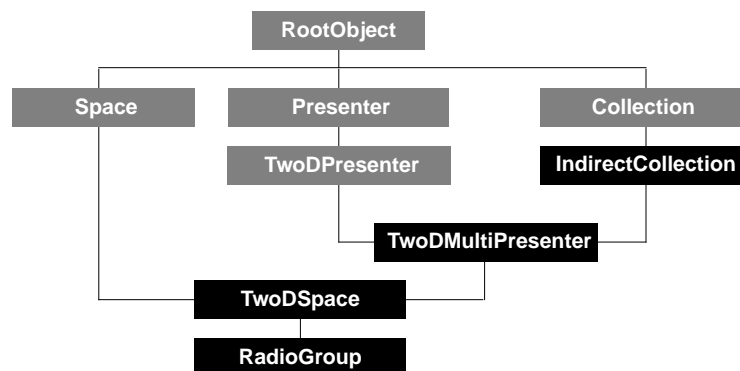 RootObject
Space
Presenter
Collection
TwoDPresenter
IndirectCollection
TwoDMultiPresenter
TwoDSpace
RadioGroup